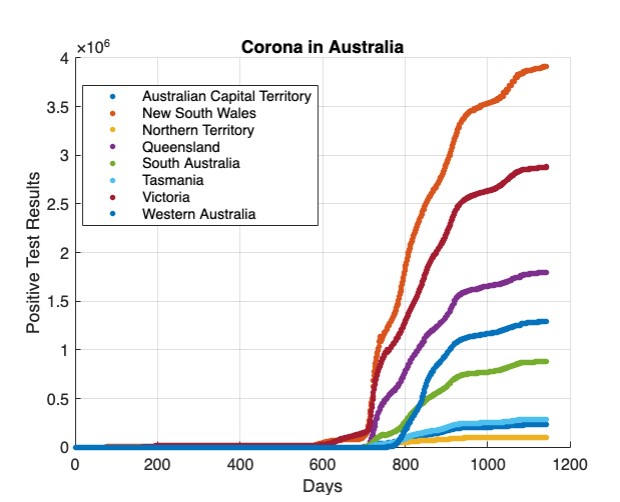 Corona in Australia
×10⁶
4
3.5
3
2.5
2
1.5
1
0.5
0
Positive Test Results
Australian Capital Territory
New South Wales
Northern Territory
Queensland
South Australia
Tasmania
Victoria
Western Australia
0 200 400 600 800 1000 1200
Days